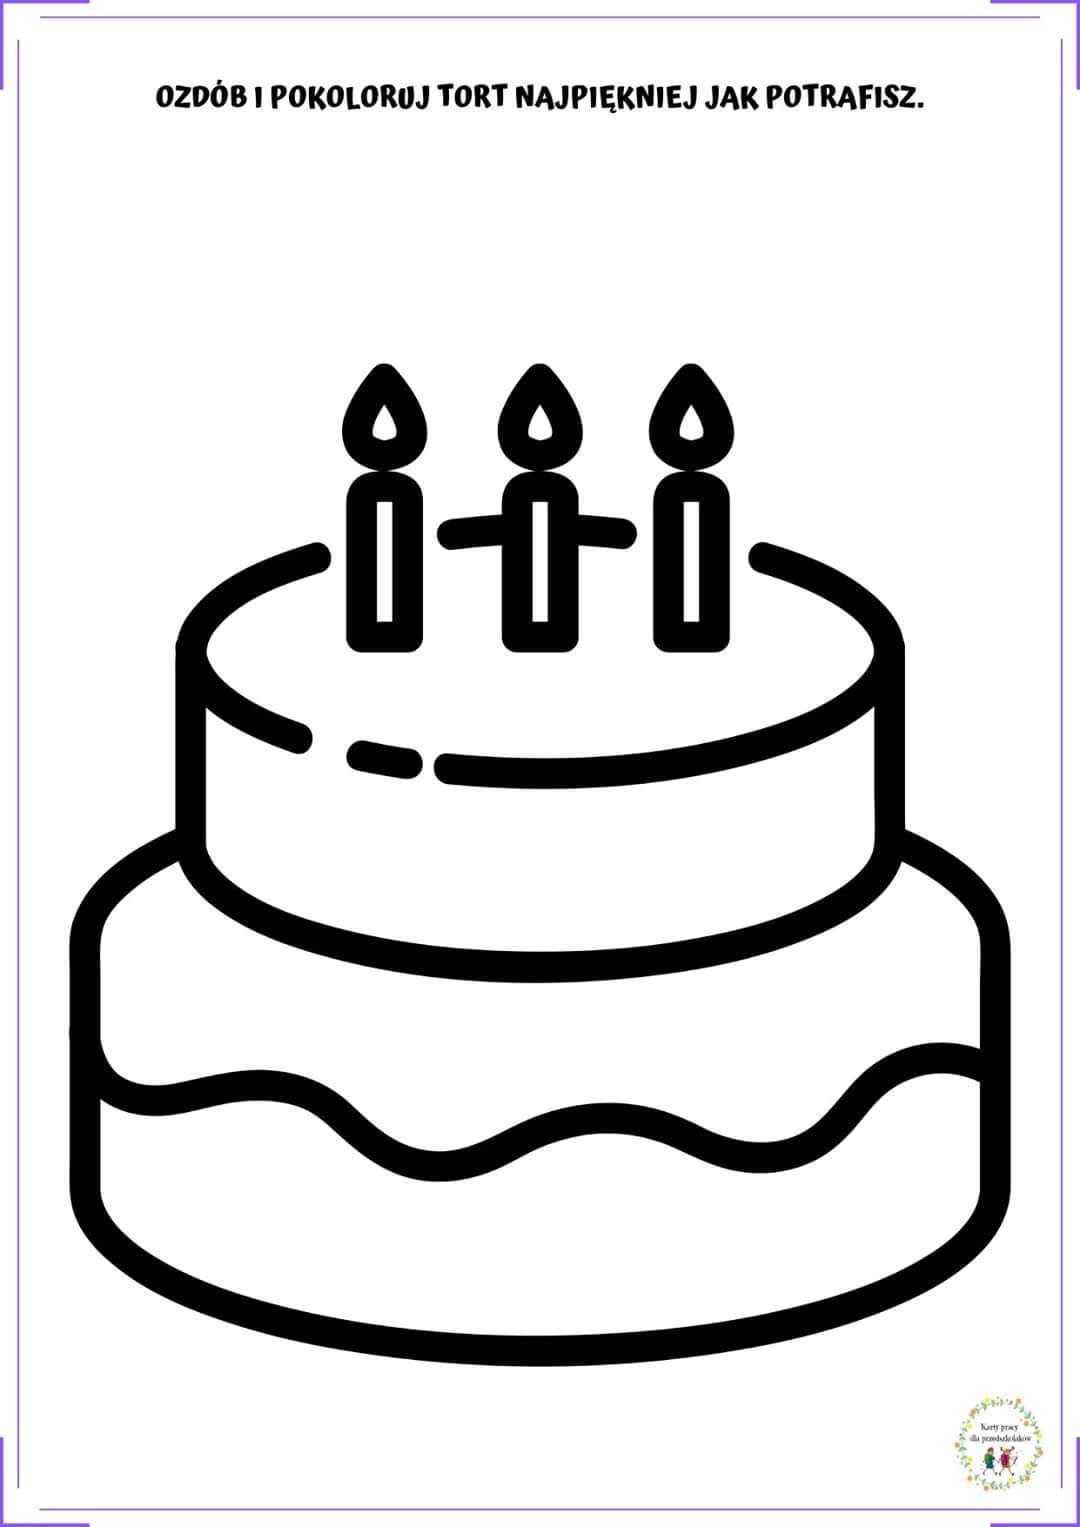 OZDÓB I POKOLORUJ TORT NAJPIĘKNIEJ JAK POTRAFISZ.
Karty pracy
dla przedszkolaków